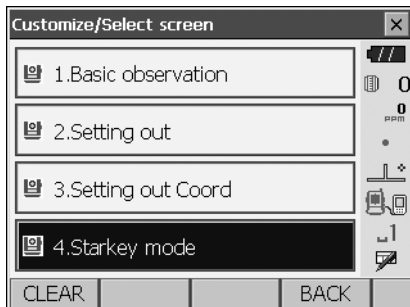 Customize/Select screen
1.Basic observation
0
0
ppm
2.Setting out
3.Setting out Coord
4.Starkey mode
1
CLEAR
BACK